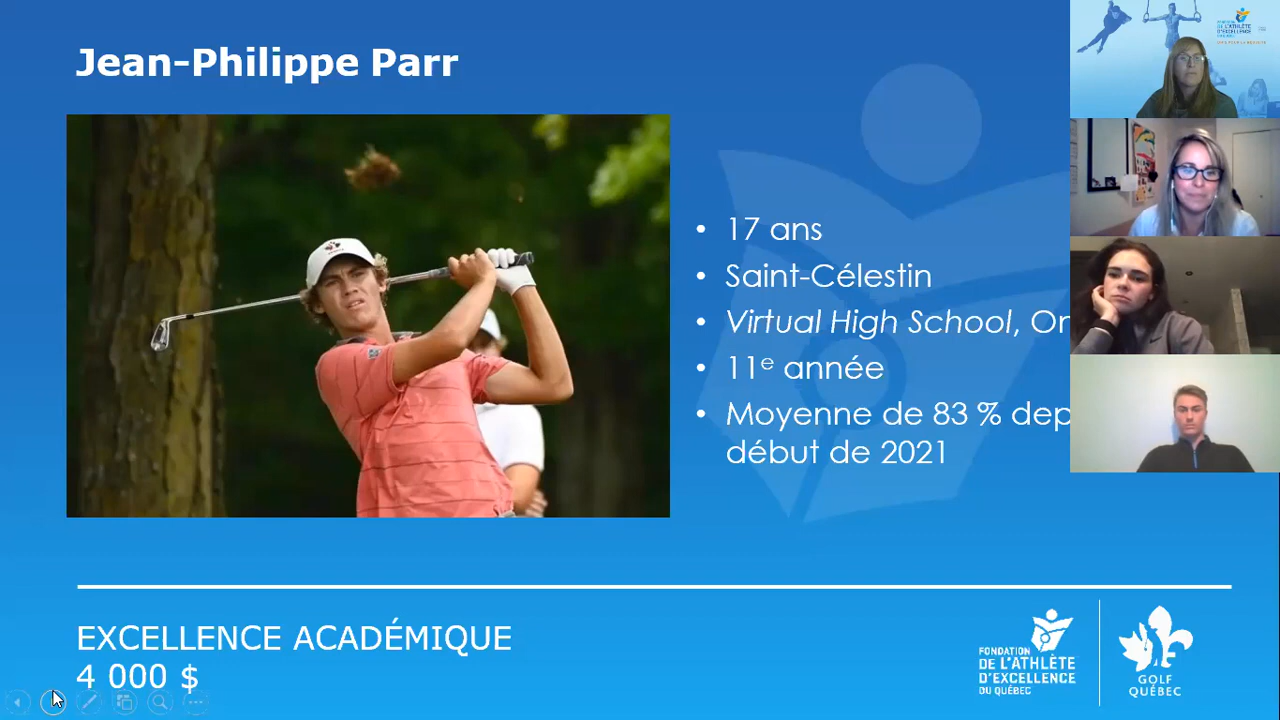 Jean-Philippe Parr
• 17 ans
• Saint-Célestin
• Virtual High School, On
• 11e année
• Moyenne de 83 % dep
début de 2021
EXCELLENCE ACADÉMIQUE
4 000 $
FONDATION
DE L'ATHLÈTE
D'EXCELLENCE
DU QUÉBEC
GOLF
QUÉBEC